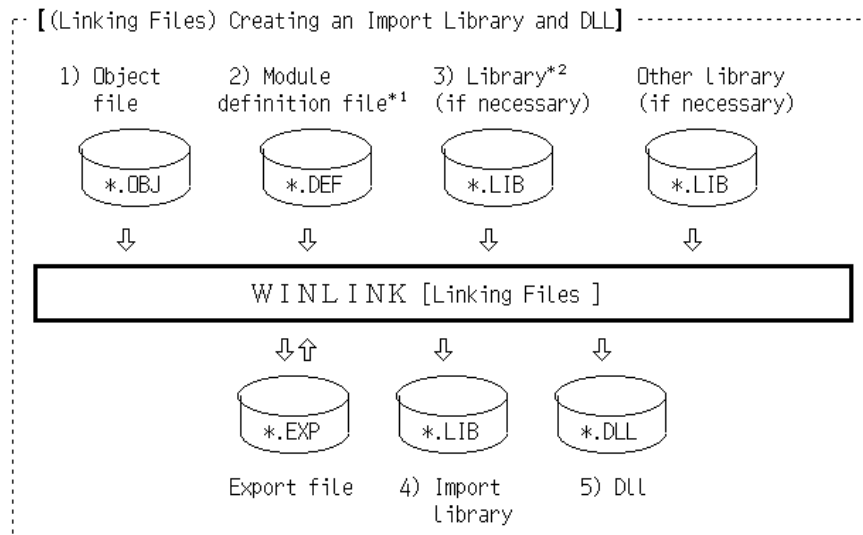 【(Linking Files) Creating an Import Library and DLL】
1) Object file
2) Module definition file*1
3) Library*2 (if necessary)
Other library (if necessary)
*.OBJ
*.DEF
*.LIB
*.LIB
WINLINK [Linking Files ]
*.EXP
*.LIB
*.DLL
Export file
4) Import library
5) Dll